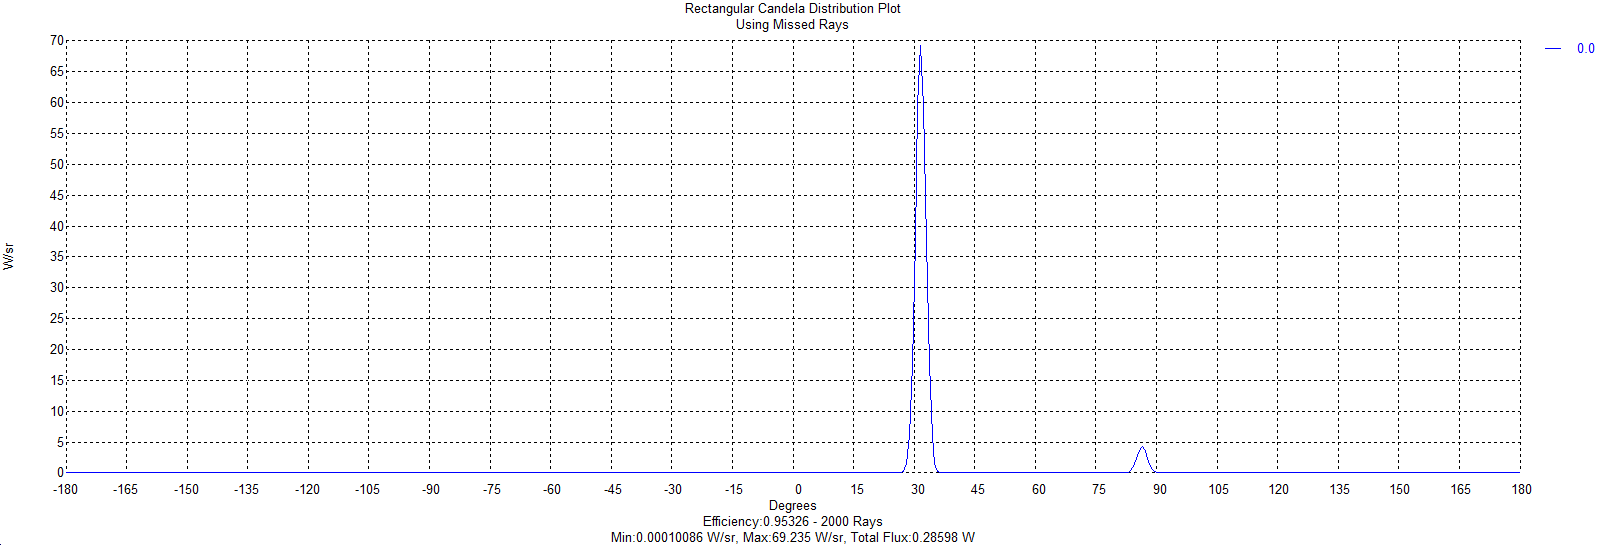 Rectangular Candela Distribution Plot
Using Missed Rays
70
65
60
55
50
45
40
35
30
25
20
15
10
5
0
W/sr
0.0
-180 -165 -150 -135 -120 -105 -90 -75 -60 -45 -30 -15 0 15 30 45 60 75 90 105 120 135 150 165 180
Degrees
Efficiency:0.95326 - 2000 Rays
Min:0.00010086 W/sr, Max:69.235 W/sr, Total Flux:0.28598 W